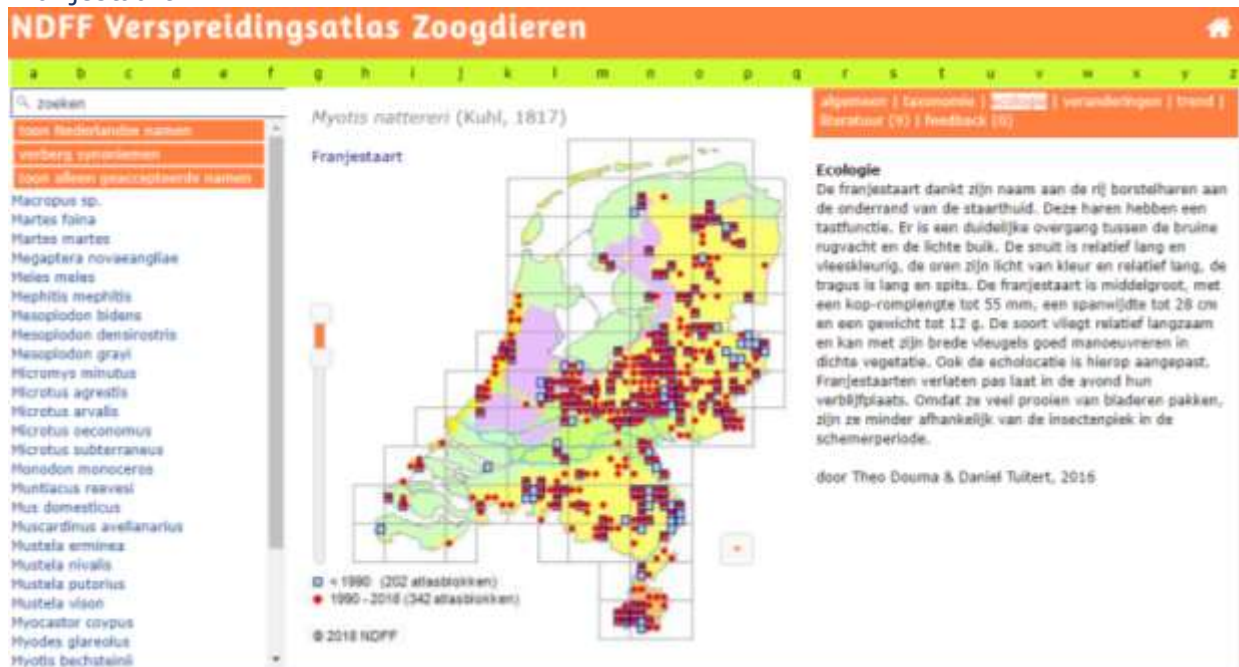 NDFF Verspreidingsatlas Zoogdieren
a b c d e f g h i j k l m n o p q r s t u v w x y z
zoeken
toon Nederlandse namen
verberg synoniemen
toon alleen geaccepteerde namen
Macropus sp.
Martes foina
Martes martes
Megaptera novaeangliae
Meles meles
Mephitis mephitis
Mesoplodon bidens
Mesoplodon densirostris
Mesoplodon grayi
Micromys minutus
Microtus agrestis
Microtus arvalis
Microtus oeconomus
Microtus subterraneus
Monodon monoceros
Muntiacus reevesi
Mus domesticus
Muscardinus avellanarius
Mustela erminea
Mustela nivalis
Mustela putorius
Mustela vison
Myocastor coypus
Myodes glareolus
Myotis bechsteinii
Myotis nattereri (Kuhl, 1817)
Franjestaart
< 1990 (202 atlasblokken)
1990 - 2018 (342 atlasblokken)
© 2018 NDFF
algemeen | taxonomie | ecologie | veranderingen | trend |
literatuur (9) | feedback (0)
Ecologie
De franjestaart dankt zijn naam aan de rij borstelharen aan
de onderrand van de staarthuid. Deze haren hebben een
tastfunctie. Er is een duidelijke overgang tussen de bruine
rugvacht en de lichte buik. De snuit is relatief lang en
vleeskleurig, de oren zijn licht van kleur en relatief lang, de
tragus is lang en spits. De franjestaart is middelgroot, met
een kop-romplengte tot 55 mm, een spanwijdte tot 28 cm
en een gewicht tot 12 g. De soort vliegt relatief langzaam
en kan met zijn brede vleugels goed manoeuvreren in
dichte vegetatie. Ook de echolocatie is hierop aangepast.
Franjestaarten verlaten pas laat in de avond hun
verblijfplaats. Omdat ze veel prooien van bladeren pakken,
zijn ze minder afhankelijk van de insectenpiek in de
schemerperiode.
door Theo Douma & Daniel Tuitert, 2016